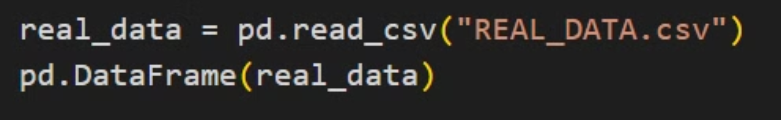 real_data = pd.read_csv("REAL_DATA.csv")
pd.DataFrame(real_data)